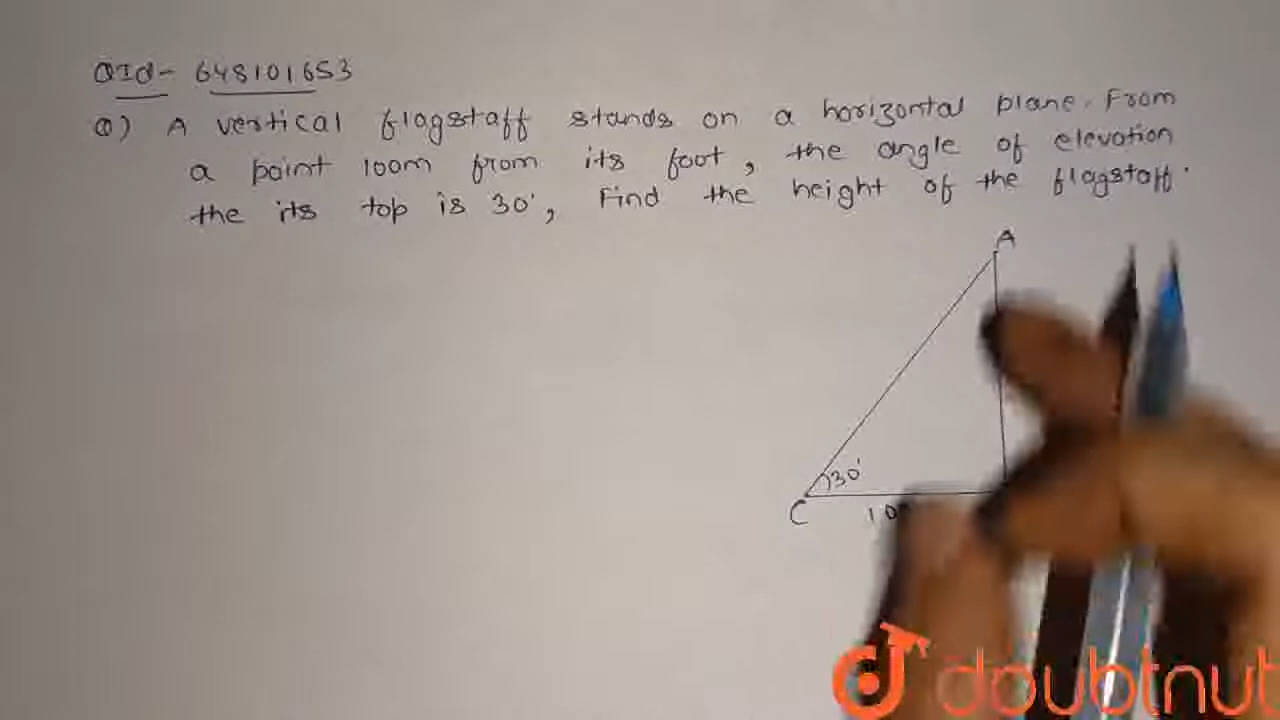 QId- 648101653
Q) A vertical flagstaff stands on a horizontal plane. From
a point 100m from its foot, the angle of elevation
the its top is 30°, Find the height of the flagstaff.
A
30°
C
doubtnut